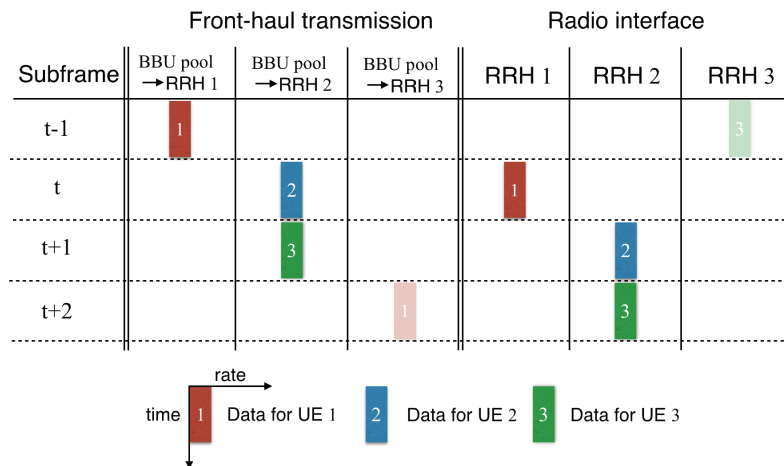 Front-haul transmission Radio interface
Subframe BBU pool →RRH 1 BBU pool →RRH 2 BBU pool →RRH 3 RRH 1 RRH 2 RRH 3
t-1 1 3
t 2 1
t+1 3 2
t+2 1 3
rate
time 1 Data for UE 1 2 Data for UE 2 3 Data for UE 3